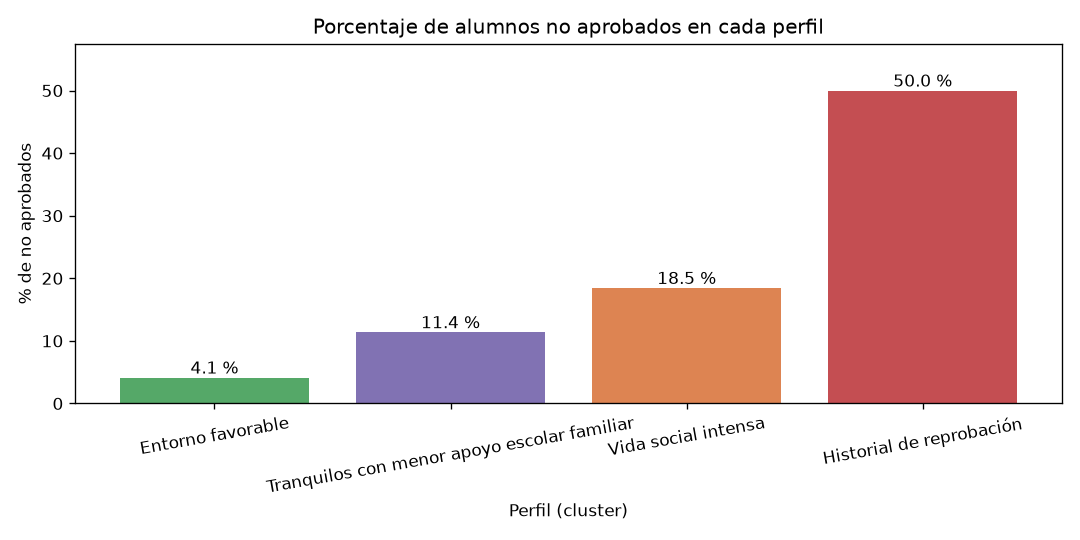 Porcentaje de alumnos no aprobados en cada perfil
% de no aprobados
50
40
30
20
10
0
4.1 %
11.4 %
18.5 %
50.0 %
Entorno favorable
Tranquilos con menor apoyo escolar familiar
Vida social intensa
Historial de reprobación
Perfil (cluster)